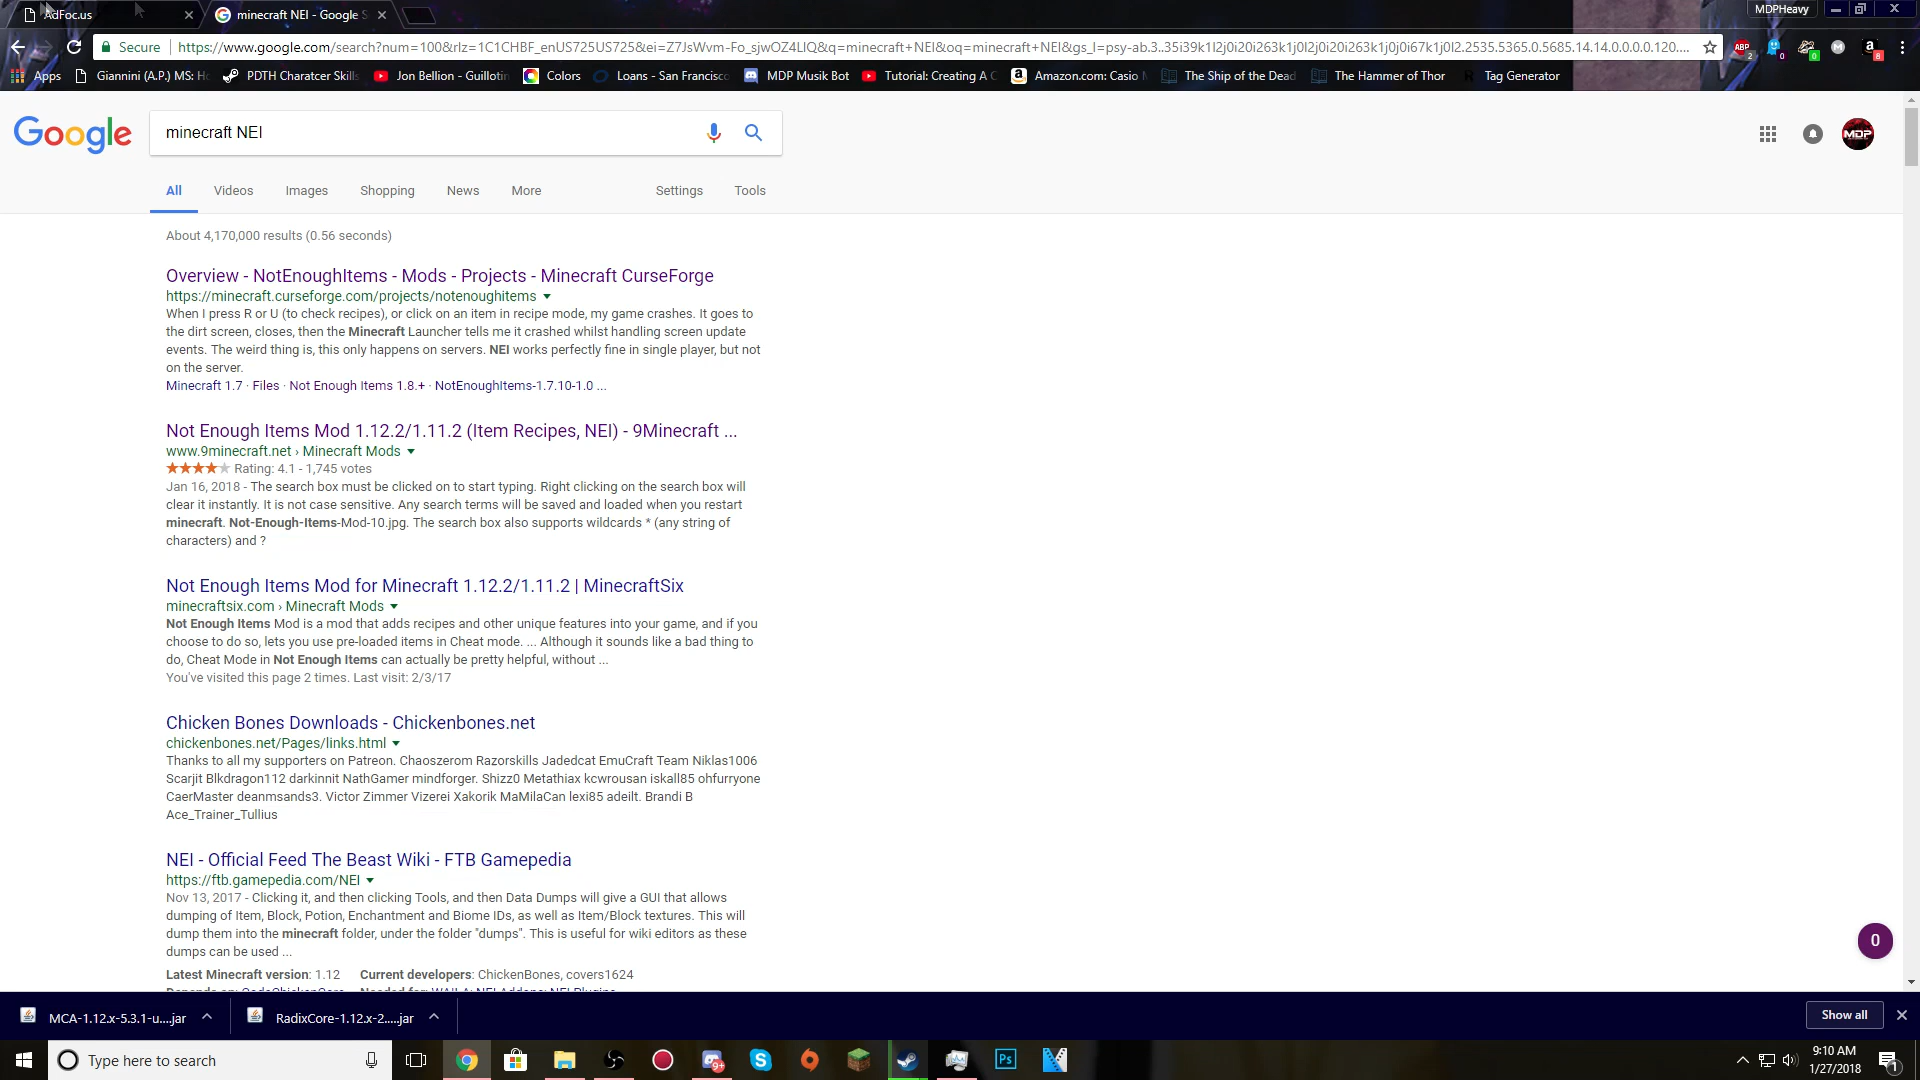 AdFoc.us
minecraft NEI - Google S
MDPHeavy
Secure
https://www.google.com/search?num=100&rlz=1C1CHBF_enUS725US725&ei=Z7JsWvm-Fo_sjwOZ4LIQ&q=minecraft+NEI&oq=minecraft+NEI&gs_l=psy-ab.3..35i39k1l2j0i20i263k1j0l2j0i20i263k1j0j0i67k1j0l2.2535.5365.0.5685.14.14.0.0.0.0.120....
Apps
Giannini (A.P.) MS: Ho
PDTH Charatcer Skills
Jon Bellion - Guillotin
Colors
Loans - San Francisco
MDP Musik Bot
Tutorial: Creating A C
Amazon.com: Casio
The Ship of the Dead
The Hammer of Thor
Tag Generator
Google
minecraft NEI
MDP
All
Videos
Images
Shopping
News
More
Settings
Tools
About 4,170,000 results (0.56 seconds)
Overview - NotEnoughItems - Mods - Projects - Minecraft CurseForge
https://minecraft.curseforge.com/projects/notenoughitems
When I press R or U (to check recipes), or click on an item in recipe mode, my game crashes. It goes to
the dirt screen, closes, then the Minecraft Launcher tells me it crashed whilst handling screen update
events. The weird thing is, this only happens on servers. NEI works perfectly fine in single player, but not
on the server.
Minecraft 1.7 · Files · Not Enough Items 1.8.+ · NotEnoughItems-1.7.10-1.0 ...
Not Enough Items Mod 1.12.2/1.11.2 (Item Recipes, NEI) - 9Minecraft ...
www.9minecraft.net › Minecraft Mods
Rating: 4.1 - 1,745 votes
Jan 16, 2018 - The search box must be clicked on to start typing. Right clicking on the search box will
clear it instantly. It is not case sensitive. Any search terms will be saved and loaded when you restart
minecraft. Not-Enough-Items-Mod-10.jpg. The search box also supports wildcards * (any string of
characters) and ?
Not Enough Items Mod for Minecraft 1.12.2/1.11.2 | MinecraftSix
minecraftsix.com › Minecraft Mods
Not Enough Items Mod is a mod that adds recipes and other unique features into your game, and if you
choose to do so, lets you use pre-loaded items in Cheat mode. ... Although it sounds like a bad thing to
do, Cheat Mode in Not Enough Items can actually be pretty helpful, without ...
You've visited this page 2 times. Last visit: 2/3/17
Chicken Bones Downloads - Chickenbones.net
chickenbones.net/Pages/links.html
Thanks to all my supporters on Patreon. Chaoszerom Razorskills Jadedcat EmuCraft Team Niklas1006
Scarjit Blkdragon112 darkinnit NathGamer mindforger. Shizz0 Metathiax kcwrousan iskall85 ohfurryone
CaerMaster deanmsands3. Victor Zimmer Vizerei Xakorik MaMilaCan lexi85 adeilt. Brandi B
Ace_Trainer_Tullius
NEI - Official Feed The Beast Wiki - FTB Gamepedia
https://ftb.gamepedia.com/NEI
Nov 13, 2017 - Clicking it, and then clicking Tools, and then Data Dumps will give a GUI that allows
dumping of Item, Block, Potion, Enchantment and Biome IDs, as well as Item/Block textures. This will
dump them into the minecraft folder, under the folder "dumps". This is useful for wiki editors as these
dumps can be used ...
Latest Minecraft version: 1.12 Current developers: ChickenBones, covers1624
0
MCA-1.12.x-5.3.1-u....jar
RadixCore-1.12.x-2.....jar
Show all
Type here to search
9:10 AM
1/27/2018